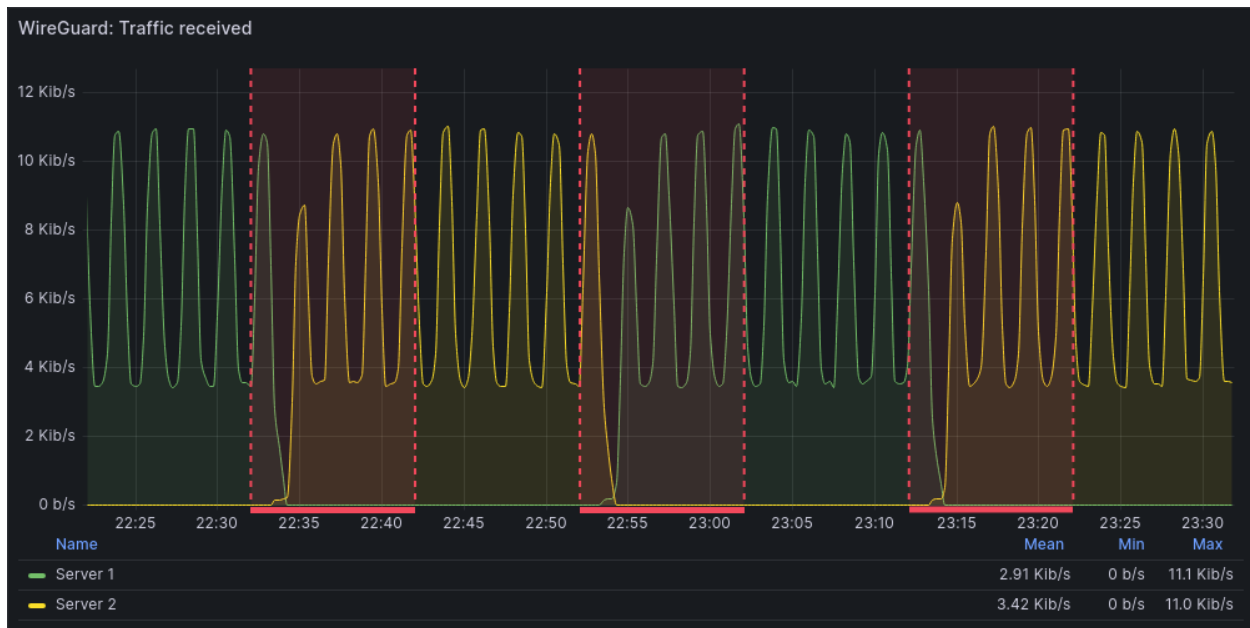 WireGuard: Traffic received
12 Kib/s
10 Kib/s
8 Kib/s
6 Kib/s
4 Kib/s
2 Kib/s
0 b/s
22:25 22:30 22:35 22:40 22:45 22:50 22:55 23:00 23:05 23:10 23:15 23:20 23:25 23:30
Name Mean Min Max
Server 1 2.91 Kib/s 0 b/s 11.1 Kib/s
Server 2 3.42 Kib/s 0 b/s 11.0 Kib/s